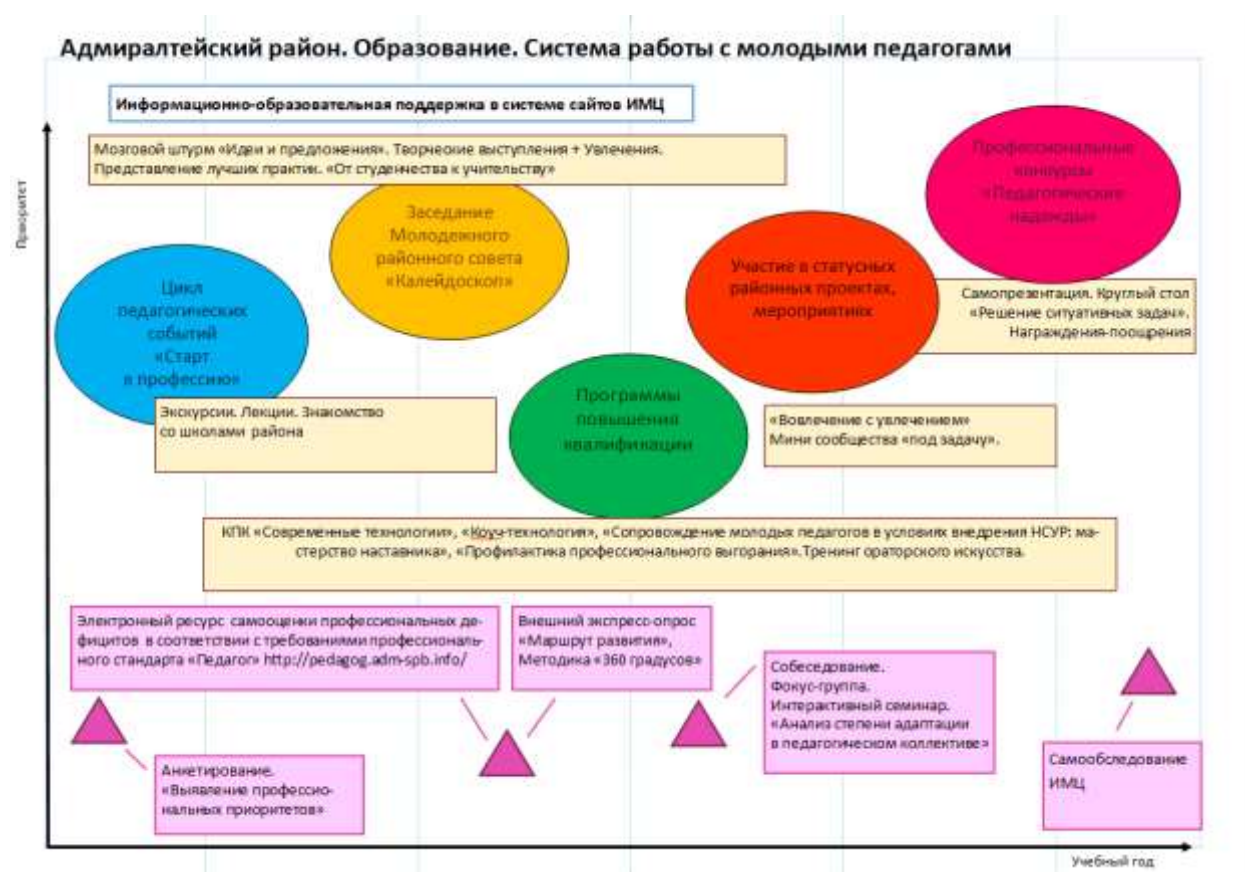 Адмиралтейский район. Образование. Система работы с молодыми педагогами
Информационно-образовательная поддержка в системе сайтов ИМЦ
Мозговой штурм «Идеи и предложения». Творческие выступления + Увлечения.
Представление лучших практик. «От студенчества к учительству»
Приоритет
Профессиональные
конкурсы
«Педагогические
надежды»
Заседание
Молодежного
районного совета
«Калейдоскоп»
Участие в статусных
районных проектах,
мероприятиях
Цикл
педагогических
событий
«Старт
в профессию»
Самопрезентация. Круглый стол
«Решение ситуативных задач».
Награждения-поощрения
Экскурсии. Лекции. Знакомство
со школами района
Программы
повышения
квалификации
«Вовлечение с увлечением»
Мини сообщества «под задачу».
КПК «Современные технологии», «Коуч-технология», «Сопровождение молодых педагогов в условиях внедрения НСУР: ма-
стерство наставника», «Профилактика профессионального выгорания».Тренинг ораторского искусства.
Электронный ресурс самооценки профессиональных де-
фицитов в соответствии с требованиями профессиональ-
ного стандарта «Педагог» http://pedagog.adm-spb.info/
Внешний экспресс-опрос
«Маршрут развития»,
Методика «360 градусов»
Собеседование.
Фокус-группа.
Интерактивный семинар.
«Анализ степени адаптации
в педагогическом коллективе»
Анкетирование.
«Выявление профессио-
нальных приоритетов»
Самообследование
ИМЦ
Учебный год